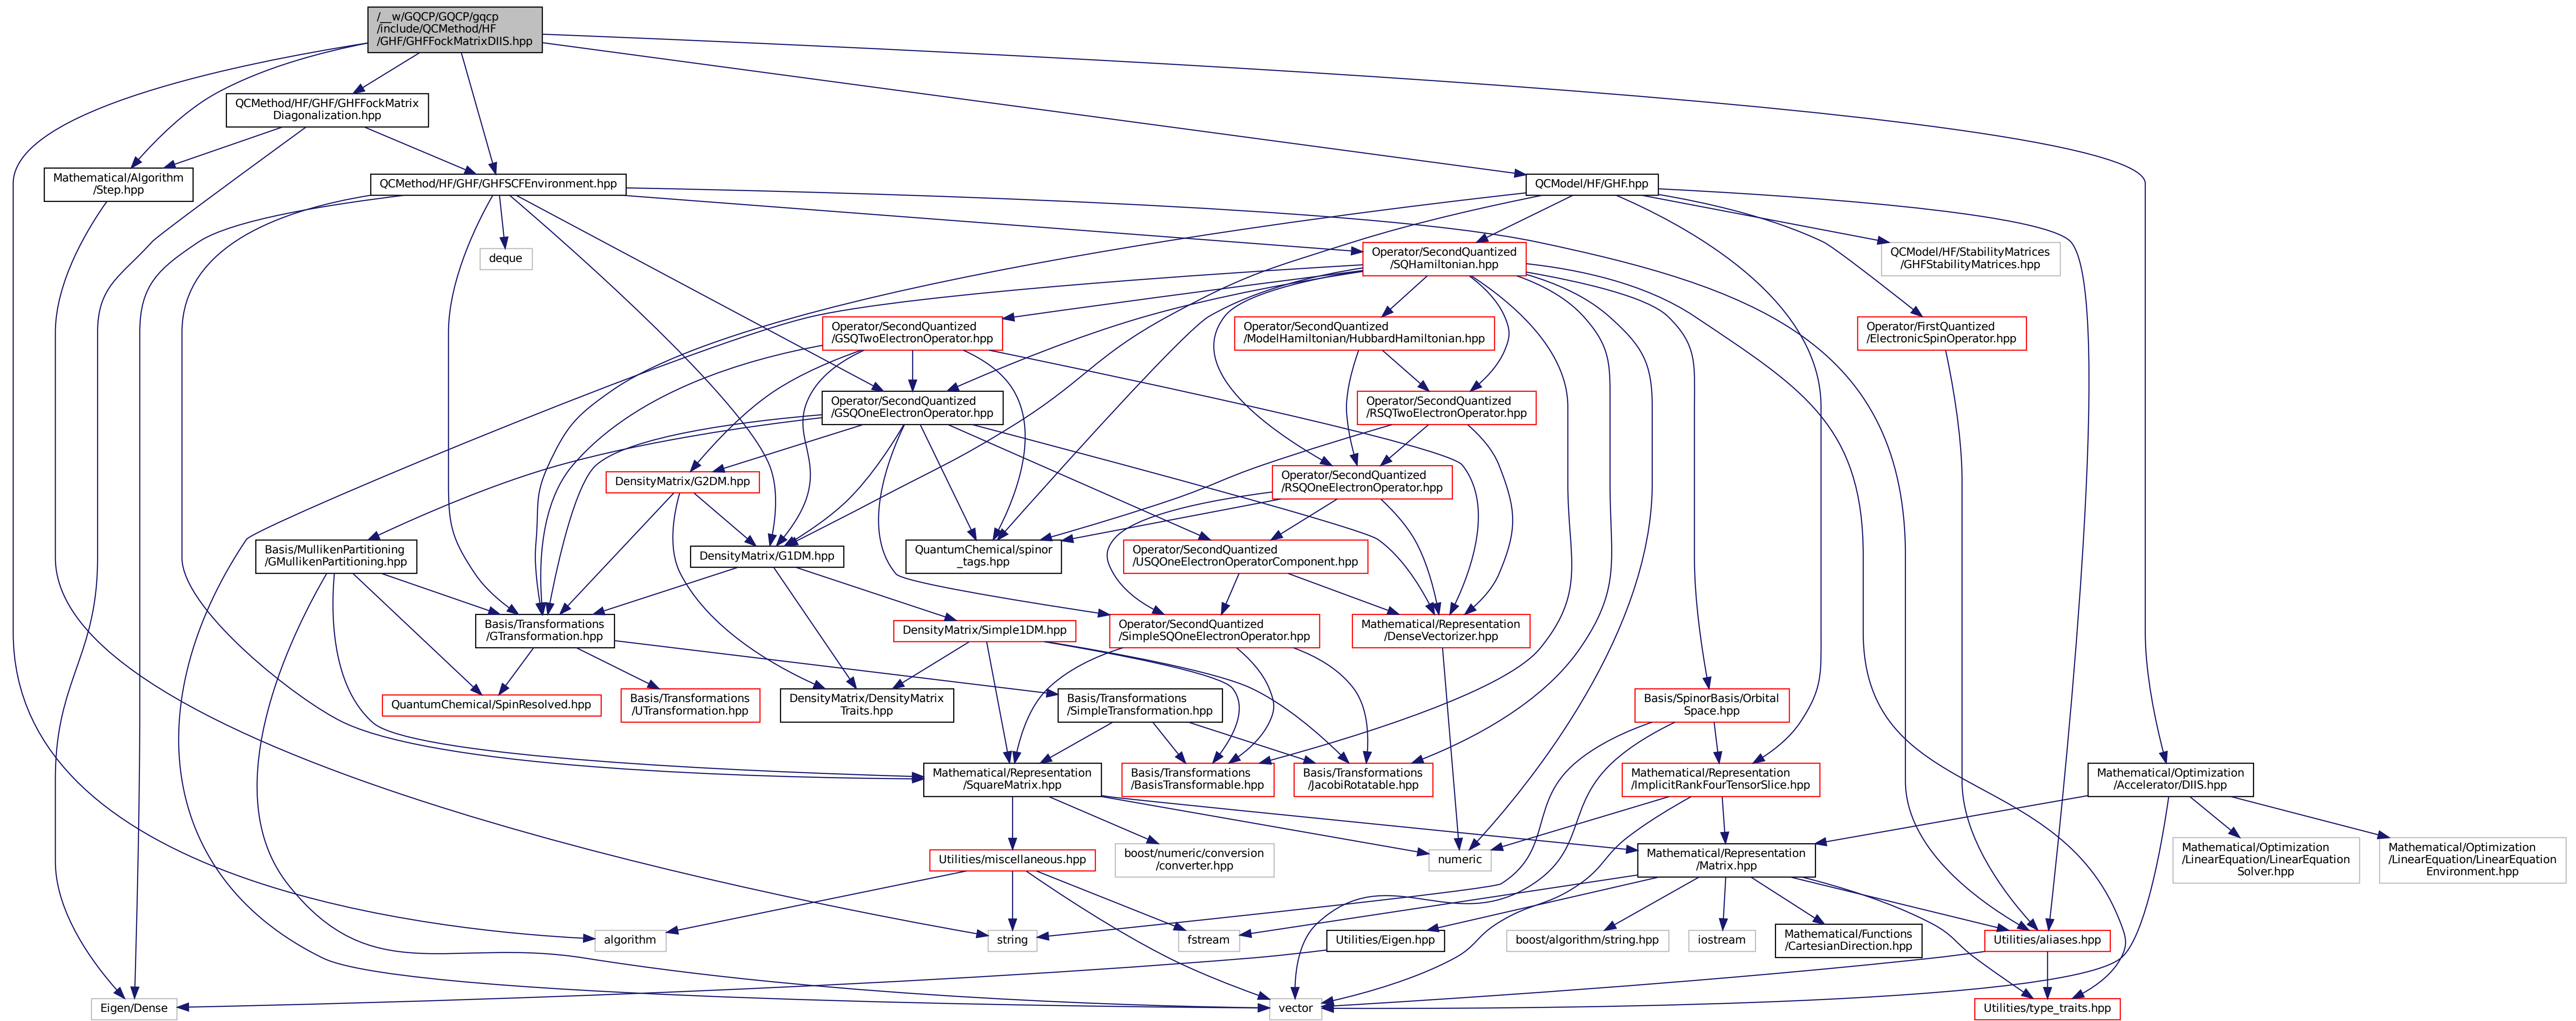 /__w/GQCP/GQCP/gqcp
/include/QCMethod/HF
/GHF/GHFFockMatrixDIIS.hpp
QCMethod/HF/GHF/GHFFockMatrix
Diagonalization.hpp
Mathematical/Algorithm
/Step.hpp
QCMethod/HF/GHF/GHFSCFEnvironment.hpp
QCModel/HF/GHF.hpp
deque
Operator/SecondQuantized
/SQHamiltonian.hpp
QCModel/HF/StabilityMatrices
/GHFStabilityMatrices.hpp
Operator/SecondQuantized
/GSQTwoElectronOperator.hpp
Operator/SecondQuantized
/ModelHamiltonian/HubbardHamiltonian.hpp
Operator/FirstQuantized
/ElectronicSpinOperator.hpp
Operator/SecondQuantized
/GSQOneElectronOperator.hpp
Operator/SecondQuantized
/RSQTwoElectronOperator.hpp
DensityMatrix/G2DM.hpp
Operator/SecondQuantized
/RSQOneElectronOperator.hpp
Basis/MullikenPartitioning
/GMullikenPartitioning.hpp
DensityMatrix/G1DM.hpp
QuantumChemical/spinor
_tags.hpp
Operator/SecondQuantized
/USQOneElectronOperatorComponent.hpp
Basis/Transformations
/GTransformation.hpp
DensityMatrix/Simple1DM.hpp
Operator/SecondQuantized
/SimpleSQOneElectronOperator.hpp
Mathematical/Representation
/DenseVectorizer.hpp
QuantumChemical/SpinResolved.hpp
Basis/Transformations
/UTransformation.hpp
DensityMatrix/DensityMatrix
Traits.hpp
Basis/Transformations
/SimpleTransformation.hpp
Basis/SpinorBasis/Orbital
Space.hpp
Mathematical/Representation
/SquareMatrix.hpp
Basis/Transformations
/BasisTransformable.hpp
Basis/Transformations
/JacobiRotatable.hpp
Mathematical/Representation
/ImplicitRankFourTensorSlice.hpp
Mathematical/Optimization
/Accelerator/DIIS.hpp
Utilities/miscellaneous.hpp
boost/numeric/conversion
/converter.hpp
numeric
Mathematical/Representation
/Matrix.hpp
Mathematical/Optimization
/LinearEquation/LinearEquation
Solver.hpp
Mathematical/Optimization
/LinearEquation/LinearEquation
Environment.hpp
algorithm
string
fstream
Utilities/Eigen.hpp
boost/algorithm/string.hpp
iostream
Mathematical/Functions
/CartesianDirection.hpp
Utilities/aliases.hpp
Eigen/Dense
vector
Utilities/type_traits.hpp